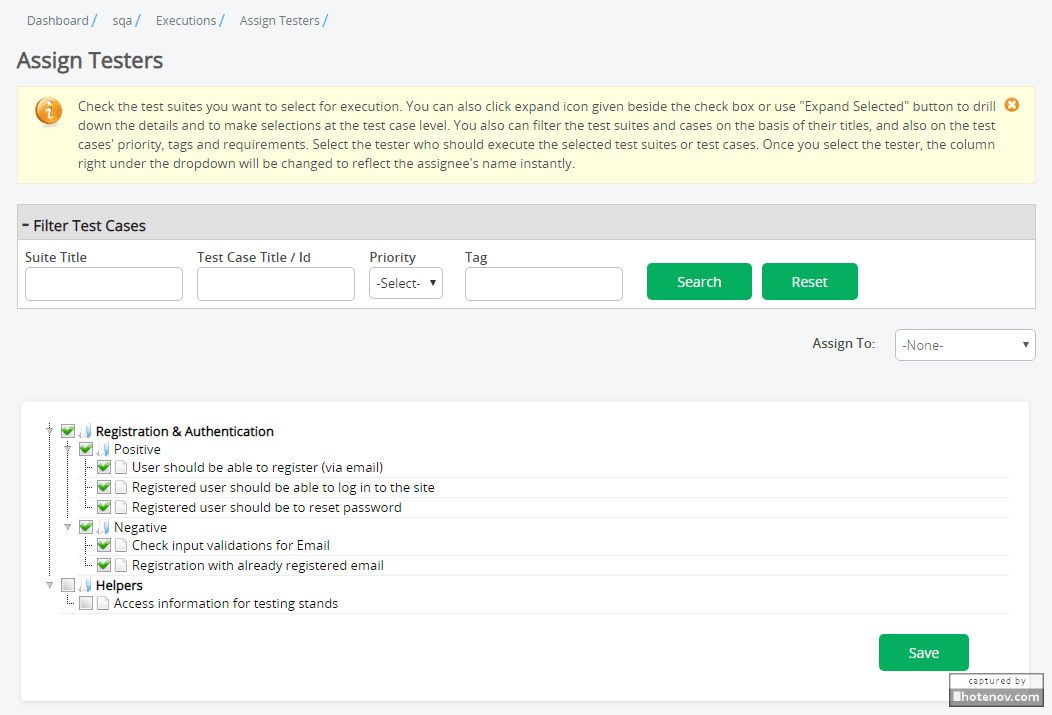 Dashboard / sqa / Executions / Assign Testers /
Assign Testers
Check the test suites you want to select for execution. You can also click expand icon given beside the check box or use "Expand Selected" button to drill
down the details and to make selections at the test case level. You also can filter the test suites and cases on the basis of their titles, and also on the test
cases' priority, tags and requirements. Select the tester who should execute the selected test suites or test cases. Once you select the tester, the column
right under the dropdown will be changed to reflect the assignee's name instantly.
- Filter Test Cases
Suite Title Test Case Title / Id Priority Tag
-Select- Search Reset
Assign To: -None-
Registration & Authentication
Positive
User should be able to register (via email)
Registered user should be able to log in to the site
Registered user should be to reset password
Negative
Check input validations for Email
Registration with already registered email
Helpers
Access information for testing stands
Save
captured by
hotenov.com